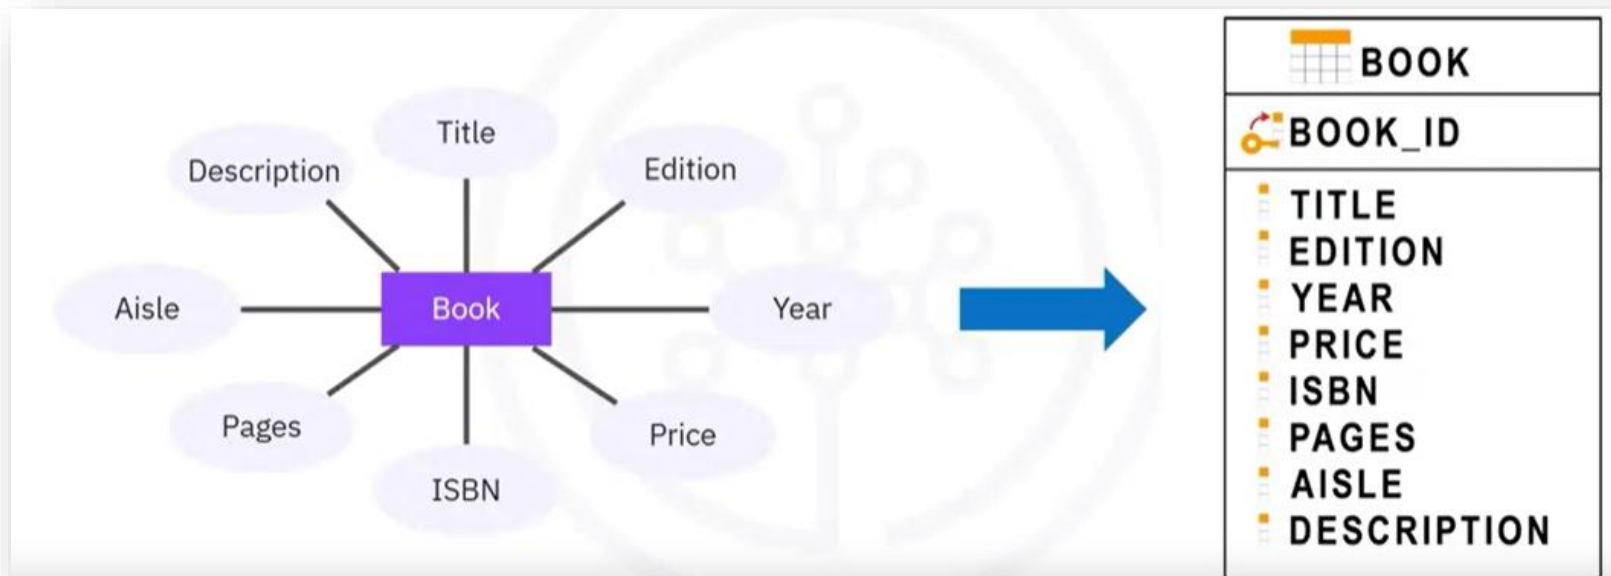 Title
Description
Edition
Aisle
Book
Year
Pages
Price
ISBN
BOOK
BOOK_ID
TITLE
EDITION
YEAR
PRICE
ISBN
PAGES
AISLE
DESCRIPTION